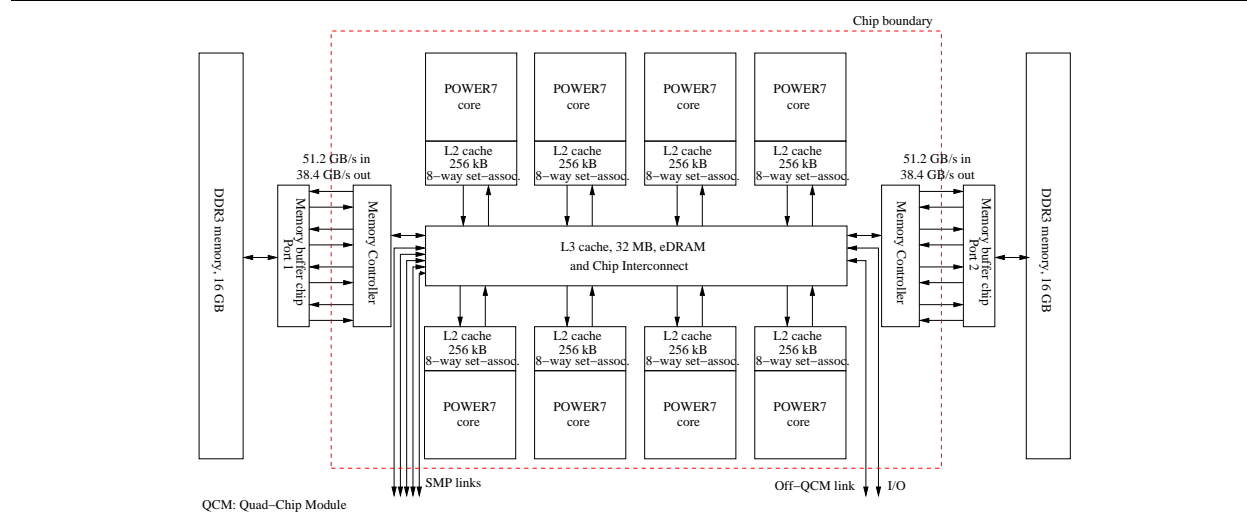 Chip boundary
POWER7
core
POWER7
core
POWER7
core
POWER7
core
L2 cache
256 kB
8−way set−assoc.
L2 cache
256 kB
8−way set−assoc.
L2 cache
256 kB
8−way set−assoc.
L2 cache
256 kB
8−way set−assoc.
51.2 GB/s in
38.4 GB/s out
51.2 GB/s in
38.4 GB/s out
DDR3 memory, 16 GB
Memory buffer chip
Port 1
Memory Controller
L3 cache, 32 MB, eDRAM
and Chip Interconnect
Memory Controller
Memory buffer chip
Port 2
DDR3 memory, 16 GB
L2 cache
256 kB
8−way set−assoc.
L2 cache
256 kB
8−way set−assoc.
L2 cache
256 kB
8−way set−assoc.
L2 cache
256 kB
8−way set−assoc.
POWER7
core
POWER7
core
POWER7
core
POWER7
core
SMP links
Off−QCM link
I/O
QCM: Quad−Chip Module